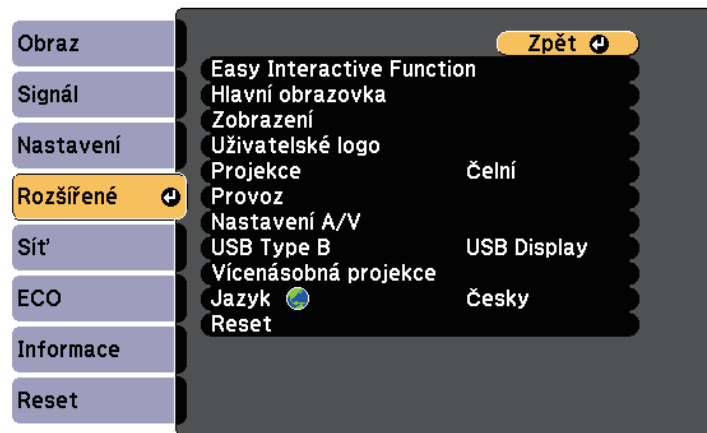 Obraz
Signál
Nastavení
Rozšířené
Síť
ECO
Informace
Reset
Zpět
Easy Interactive Function
Hlavní obrazovka
Zobrazení
Uživatelské logo
Projekce Čelní
Provoz
Nastavení A/V
USB Type B USB Display
Vícenásobná projekce
Jazyk Česky
Reset